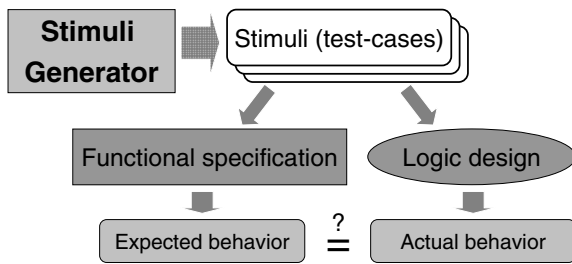 Stimuli
Generator
Stimuli (test-cases)
Functional specification
Logic design
Expected behavior
?
=
Actual behavior